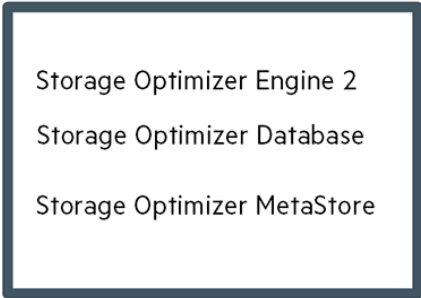 Storage Optimizer Engine 2
Storage Optimizer Database
Storage Optimizer MetaStore